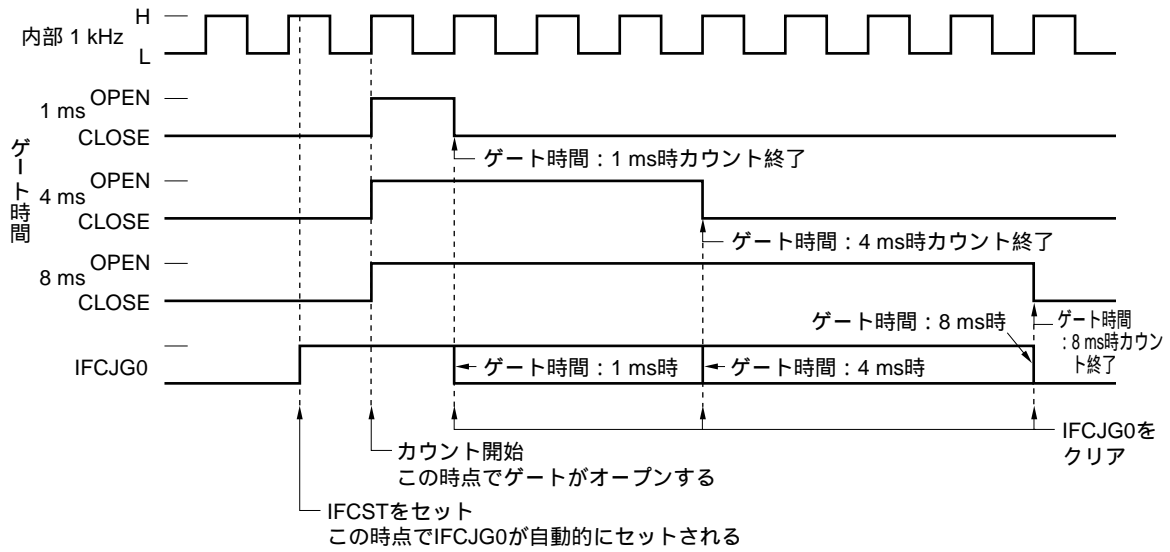 H
内部 1 kHz
L
ゲート時間
OPEN
1 ms
CLOSE
ゲート時間：1 ms時カウント終了
OPEN
4 ms
CLOSE
ゲート時間：4 ms時カウント終了
OPEN
8 ms
CLOSE
ゲート時間：8 ms時
ゲート時間
：8 ms時カウン
ト終了
IFCJG0
ゲート時間：1 ms時
ゲート時間：4 ms時
IFCJG0を
クリア
カウント開始
この時点でゲートがオープンする
IFCSTをセット
この時点でIFCJG0が自動的にセットされる